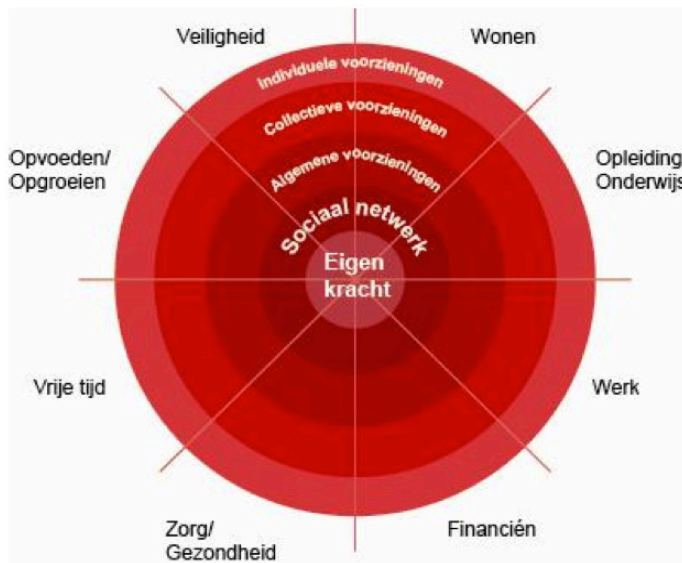 Veiligheid
Wonen
Individuele voorzieningen
Collectieve voorzieningen
Opvoeden/
Opgroeien
Opleiding
Onderwijs
Algemene voorzieningen
Sociaal netwerk
Eigen
kracht
Vrije tijd
Werk
Zorg/
Gezondheid
Financién